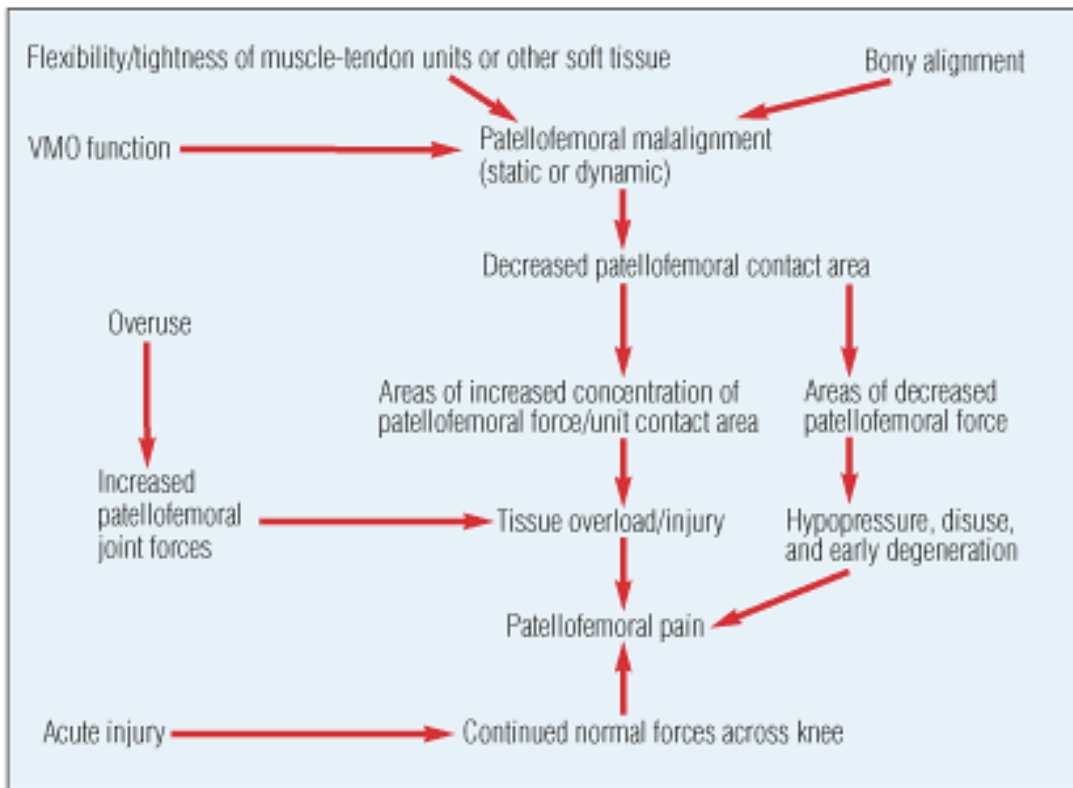 Flexibility/tightness of muscle-tendon units or other soft tissue
Bony alignment
VMO function
Patellofemoral malalignment
(static or dynamic)
Decreased patellofemoral contact area
Overuse
Areas of increased concentration of
patellofemoral force/unit contact area
Areas of decreased
patellofemoral force
Increased
patellofemoral
joint forces
Tissue overload/injury
Hypopressure, disuse,
and early degeneration
Patellofemoral pain
Acute injury
Continued normal forces across knee